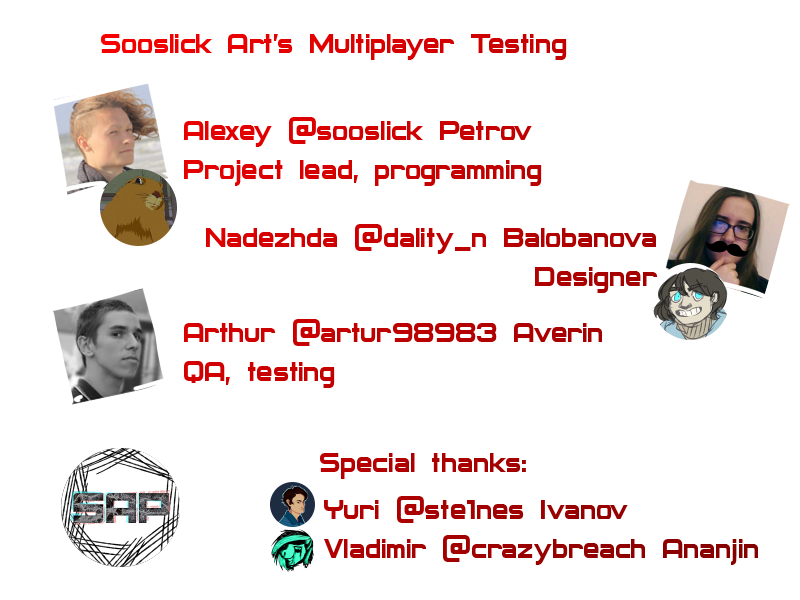 Sooslick Art's Multiplayer Testing
Alexey @sooslick Petrov
Project lead, programming
Nadezhda @dality_n Balobanova
Designer
Arthur @artur98983 Averin
QA, testing
SAP
Special thanks:
Yuri @ste1nes Ivanov
Vladimir @crazybreach Ananjin